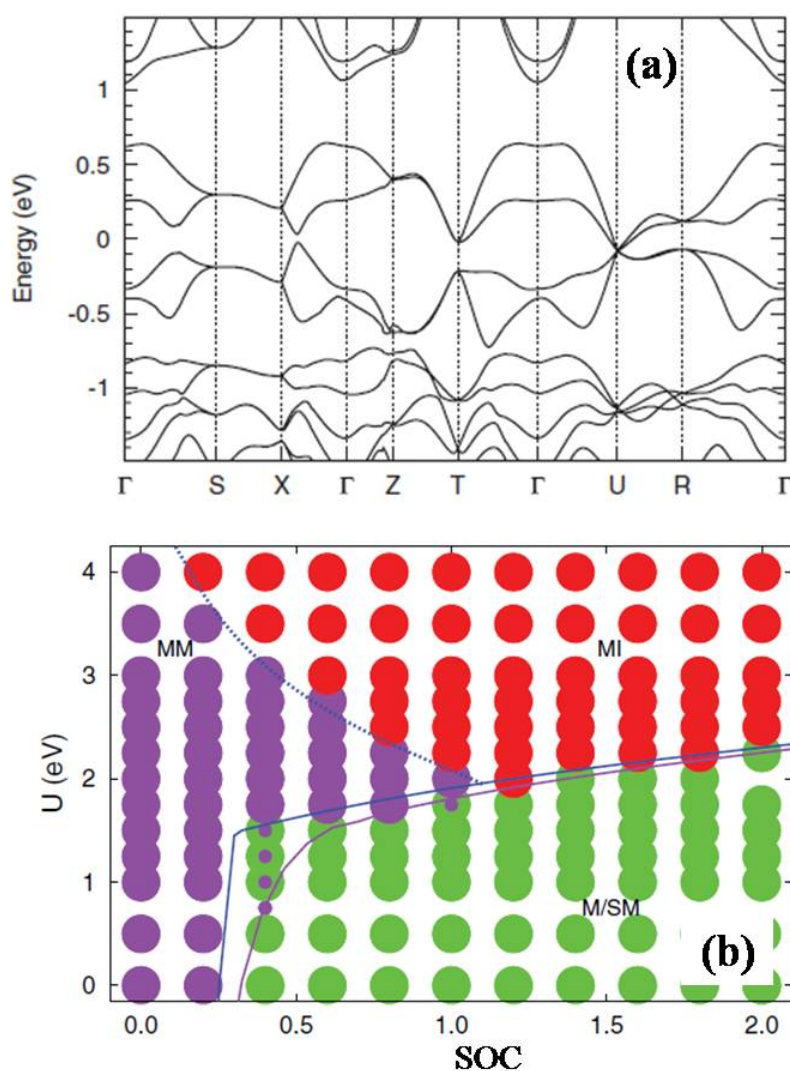 (a)
1
0.5
0
-0.5
-1
Energy (eV)
Γ S X Γ Z T Γ U R Γ
4
3
2
1
0
U (eV)
MM
MI
M/SM
(b)
0.0 0.5 1.0 1.5 2.0
SOC